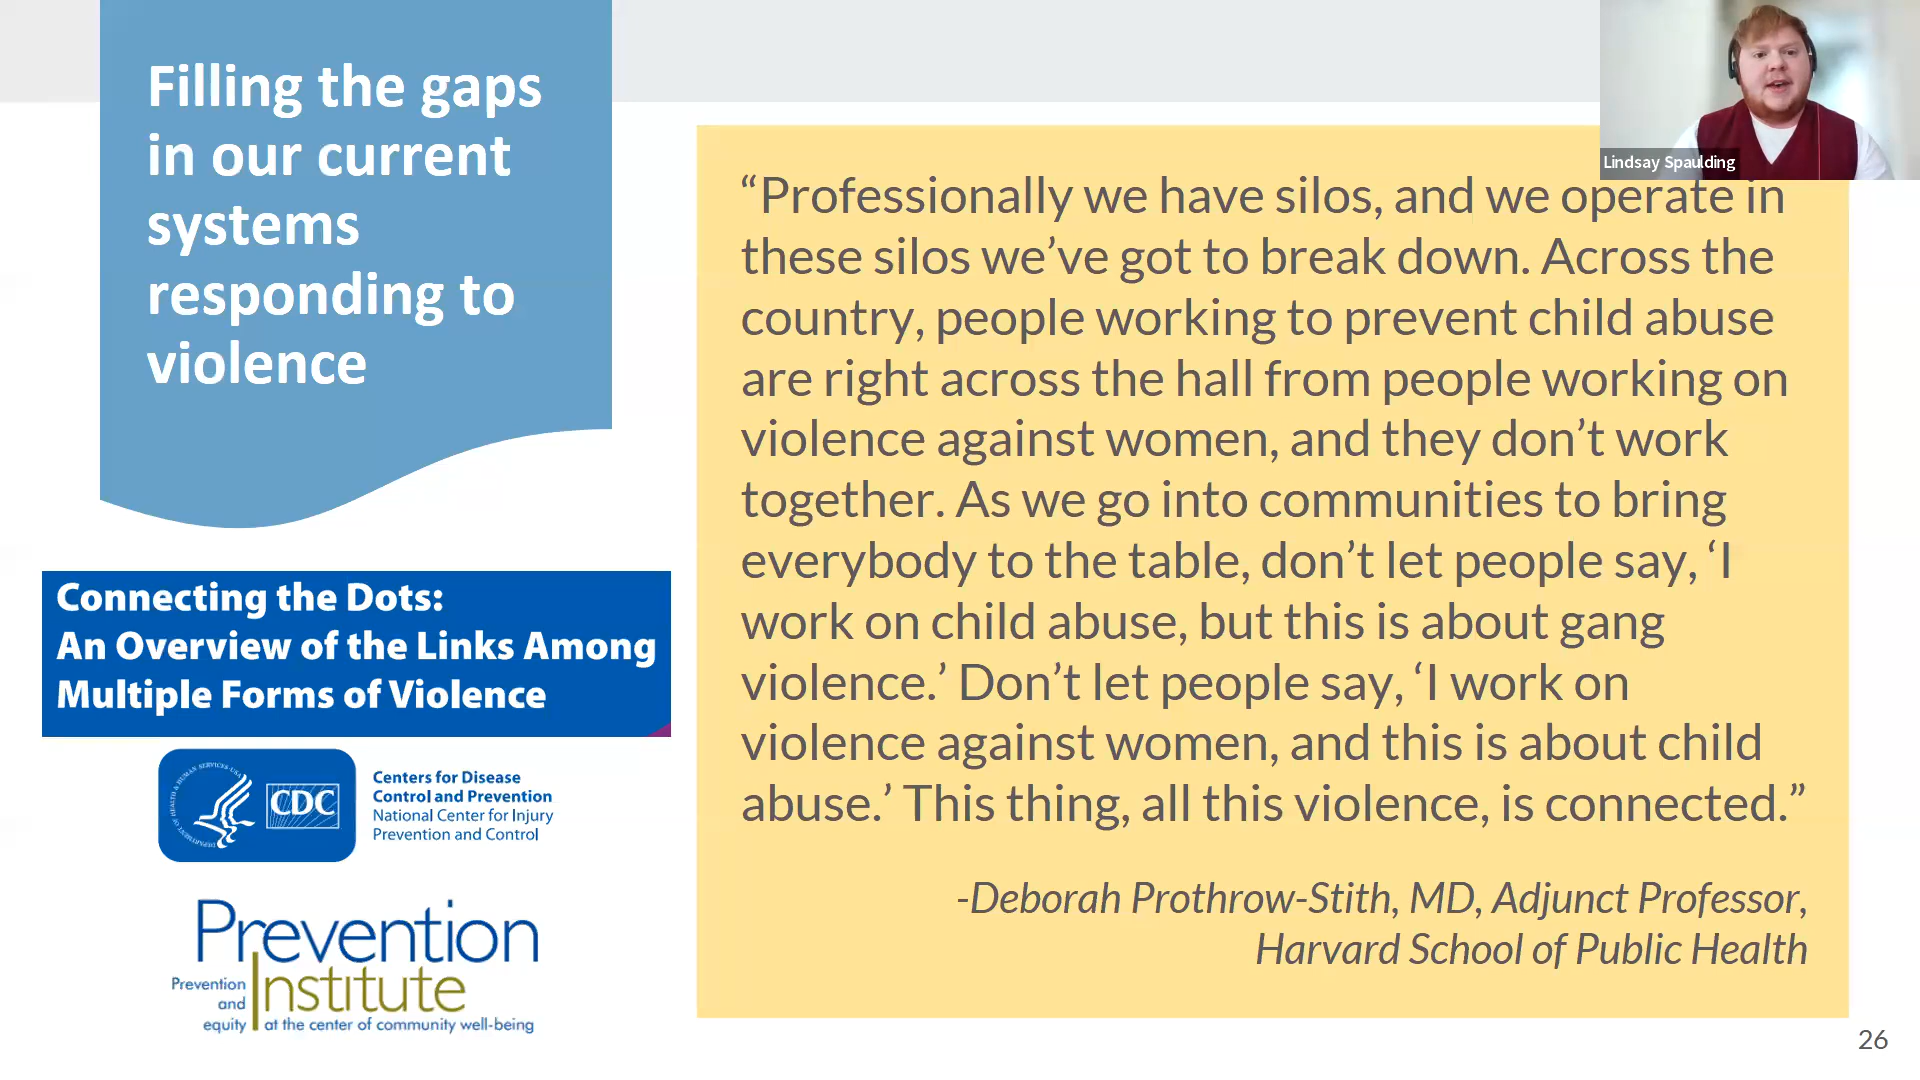 Filling the gaps
in our current
systems
responding to
violence
Connecting the Dots:
An Overview of the Links Among
Multiple Forms of Violence
DEPARTMENT OF HEALTH & HUMAN SERVICES·USA
CDC
Centers for Disease
Control and Prevention
National Center for Injury
Prevention and Control
Prevention
Institute
Prevention
and
equity at the center of community well-being
Lindsay Spaulding
“Professionally we have silos, and we operate in
these silos we’ve got to break down. Across the
country, people working to prevent child abuse
are right across the hall from people working on
violence against women, and they don’t work
together. As we go into communities to bring
everybody to the table, don’t let people say, ‘I
work on child abuse, but this is about gang
violence.’ Don’t let people say, ‘I work on
violence against women, and this is about child
abuse.’ This thing, all this violence, is connected.”
-Deborah Prothrow-Stith, MD, Adjunct Professor,
Harvard School of Public Health
26